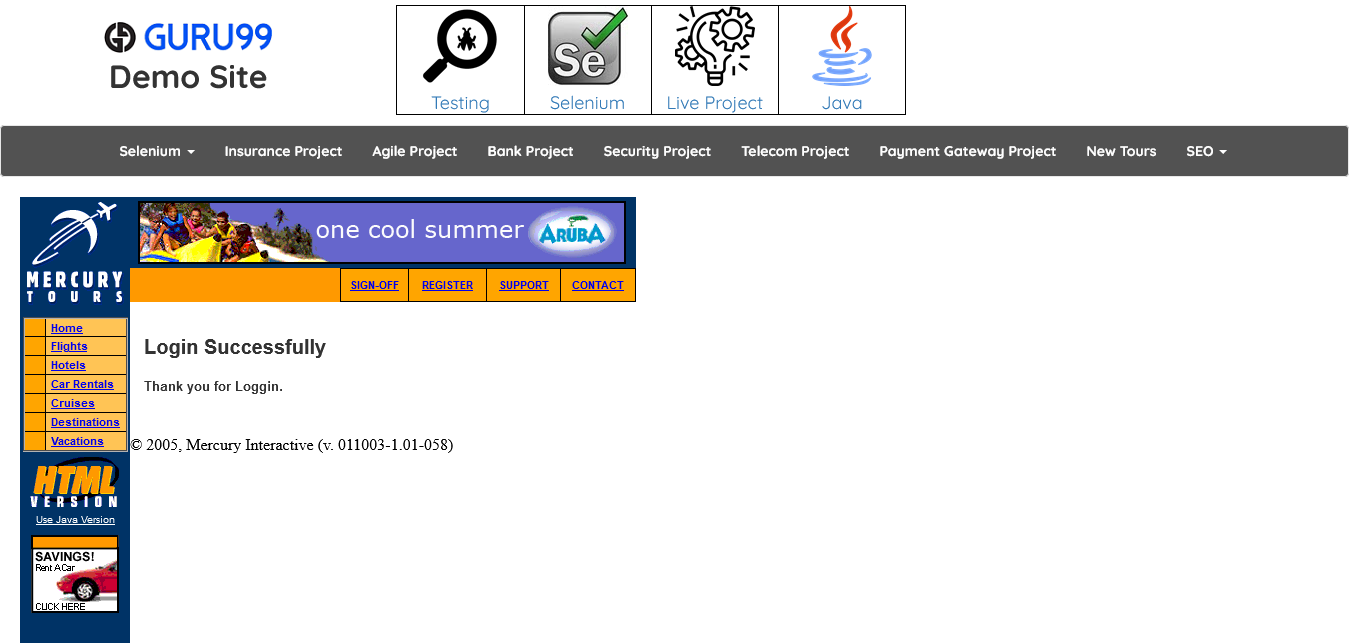 GURU99
Demo Site
Testing
Se
Selenium
Live Project
Java
Selenium Insurance Project Agile Project Bank Project Security Project Telecom Project Payment Gateway Project New Tours SEO
MERCURY
TOURS
one cool summer ARUBA
SIGN-OFF REGISTER SUPPORT CONTACT
Home
Flights
Hotels
Car Rentals
Cruises
Destinations
Vacations
HTML
VERSION
Use Java Version
SAVINGS!
Rent A Car
CLICK HERE
Login Successfully
Thank you for Loggin.
© 2005, Mercury Interactive (v. 011003-1.01-058)